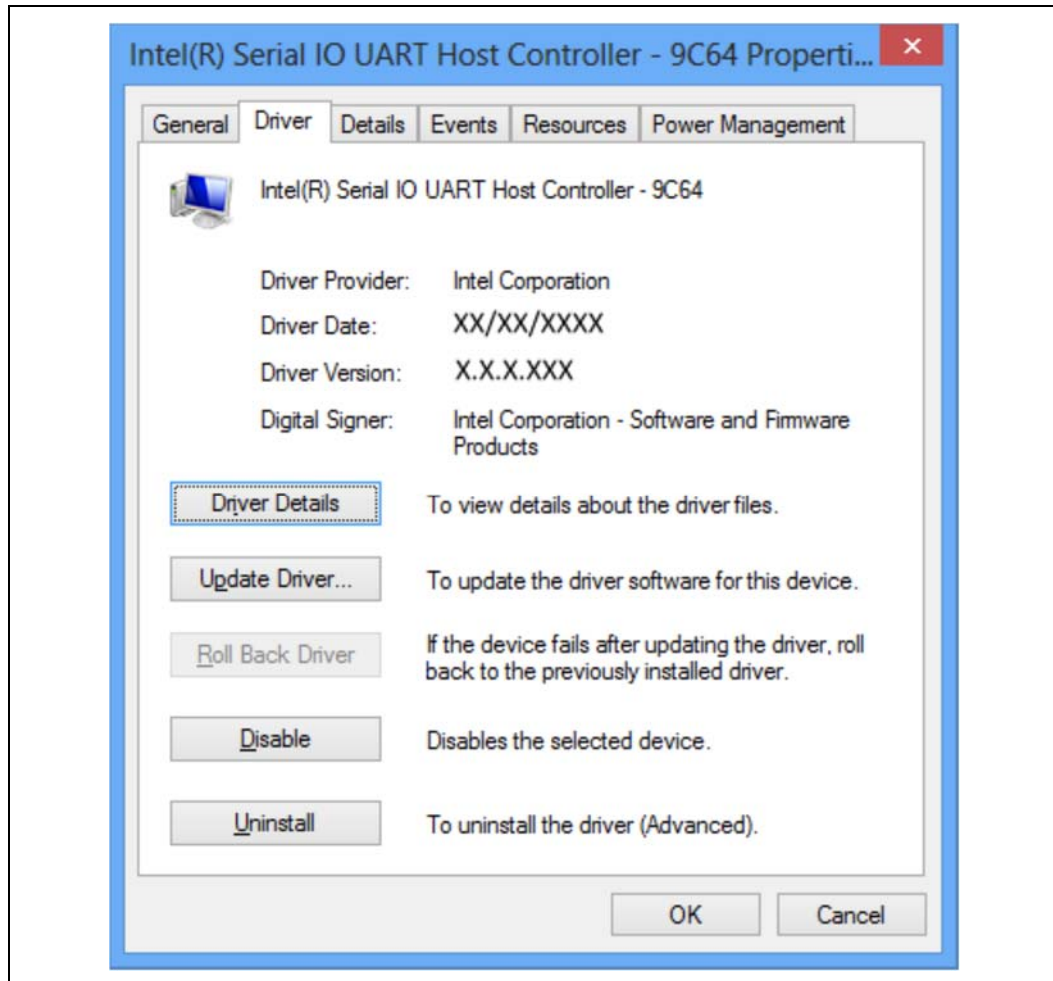 Intel(R) Serial IO UART Host Controller - 9C64 Properti...
General Driver Details Events Resources Power Management
Intel(R) Serial IO UART Host Controller - 9C64
Driver Provider: Intel Corporation
Driver Date: XX/XX/XXXX
Driver Version: X.X.X.XXX
Digital Signer: Intel Corporation - Software and Firmware
Products
Driver Details To view details about the driver files.
Update Driver... To update the driver software for this device.
Roll Back Driver If the device fails after updating the driver, roll
back to the previously installed driver.
Disable Disables the selected device.
Uninstall To uninstall the driver (Advanced).
OK Cancel